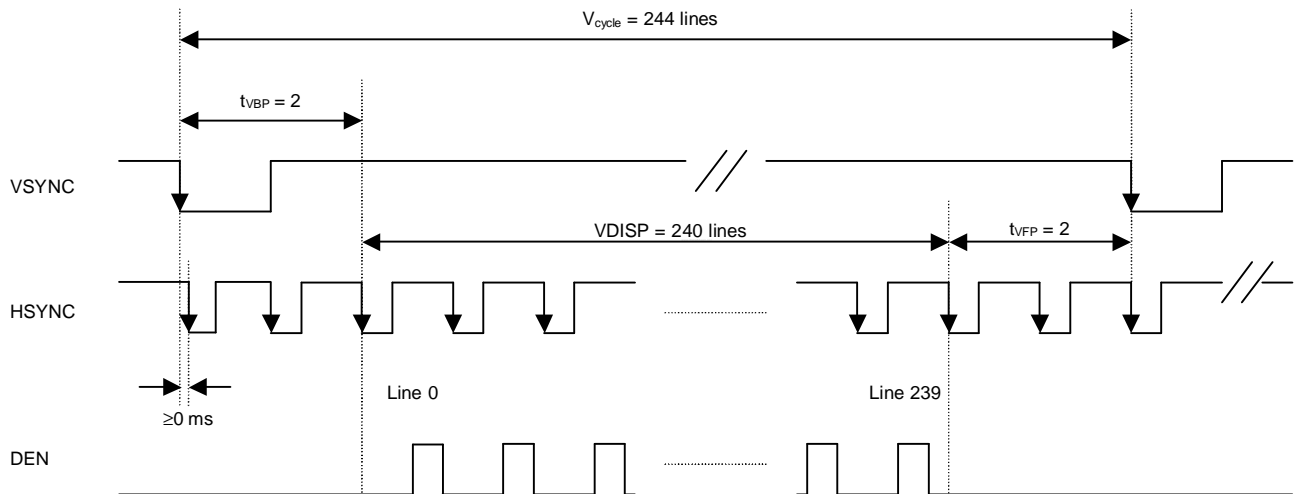 Vcycle = 244 lines
tVBP = 2
VSYNC
VDISP = 240 lines
tVFP = 2
HSYNC
Line 0
Line 239
≥0 ms
DEN